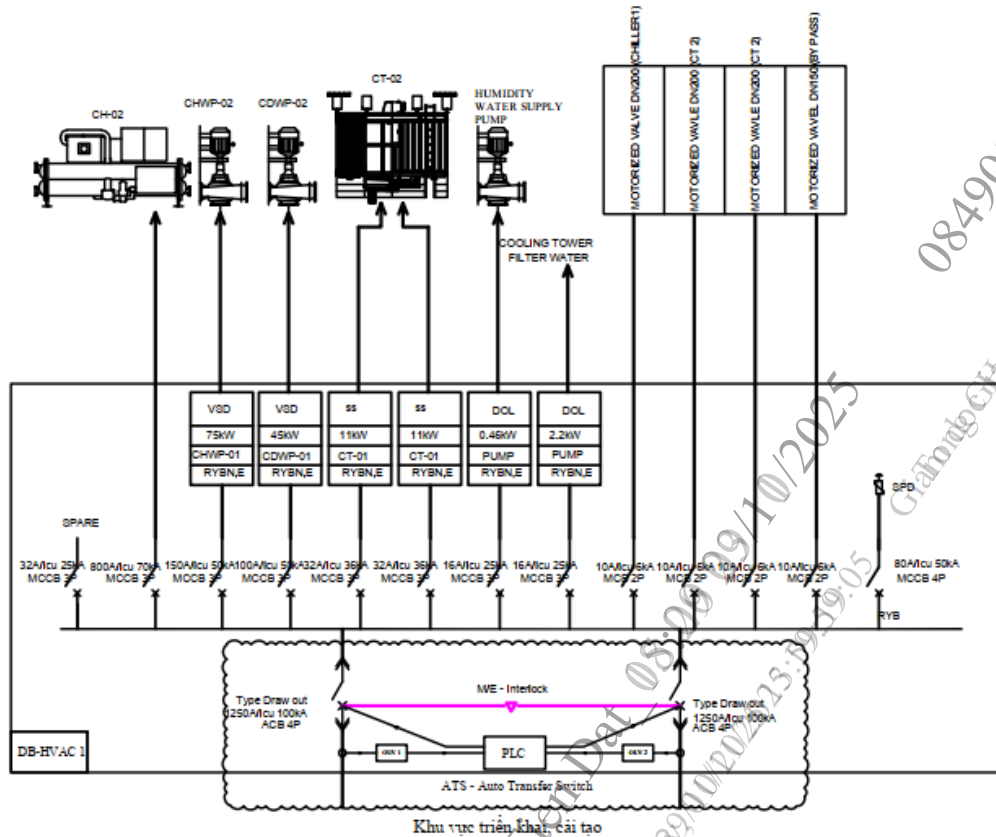 MOTORIZED VALVE DN200 (CHILLER1)
MOTORIZED VAVLE DN200 (CT 2)
MOTORIZED VAVLE DN200 (CT 2)
MOTORIZED VAVEL DN150 (BY PASS)
CH-02
CHWP-02
CDWP-02
CT-02
HUMIDITY
WATER SUPPLY
PUMP
COOLING TOWER
FILTER WATER
VSD
75kW
CHWP-01
RYBN,E
VSD
45kW
CDWP-01
RYBN,E
ss
11kW
CT-01
RYBN,E
ss
11kW
CT-01
RYBN,E
DOL
0.46kW
PUMP
RYBN,E
DOL
2.2kW
PUMP
RYBN,E
SPARE
SPD
32A/Icu 25kA
MCCB 3P
800A/Icu 70kA
MCCB 3P
150A/Icu 50kA
MCCB 3P
100A/Icu 50kA
MCCB 3P
32A/Icu 36kA
MCCB 3P
32A/Icu 36kA
MCCB 3P
16A/Icu 25kA
MCCB 3P
16A/Icu 25kA
MCCB 3P
10A/Icu 6kA
MCB 2P
10A/Icu 6kA
MCB 2P
10A/Icu 6kA
MCB 2P
10A/Icu 6kA
MCB 2P
80A/Icu 50kA
MCCB 4P
RYB
M/E - Interlock
Type Draw out
1250A/Icu 100kA
ACB 4P
Type Draw out
1250A/Icu 100kA
ACB 4P
PLC
DB-HVAC 1
ATS - Auto Transfer Switch
Khu vực triển khai, cải tạo
08490
Dat_ 08:09 09/10/2025